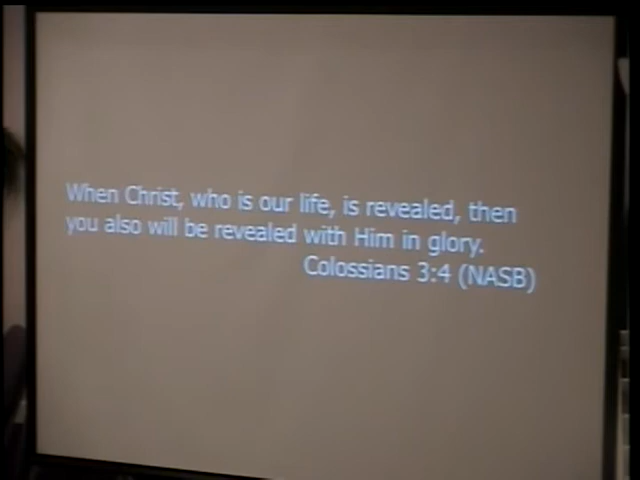 When Christ, who is our life, is revealed, then
you also will be revealed with Him in glory.
Colossians 3:4 (NASB)